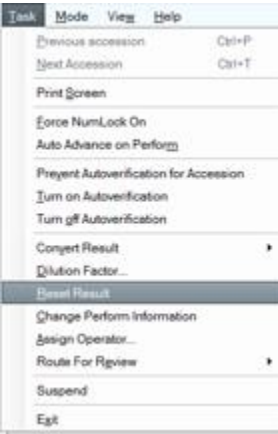 Task Mode View Help
Previous accession Ctrl+P
Next Accession Ctrl+T
Print Screen
Force NumLock On
Auto Advance on Perform
Prevent Autoverification for Accession
Turn on Autoverification
Turn off Autoverification
Convert Result
Dilution Factor...
Reset Result
Change Perform Information
Assign Operator...
Route For Review
Suspend
Exit